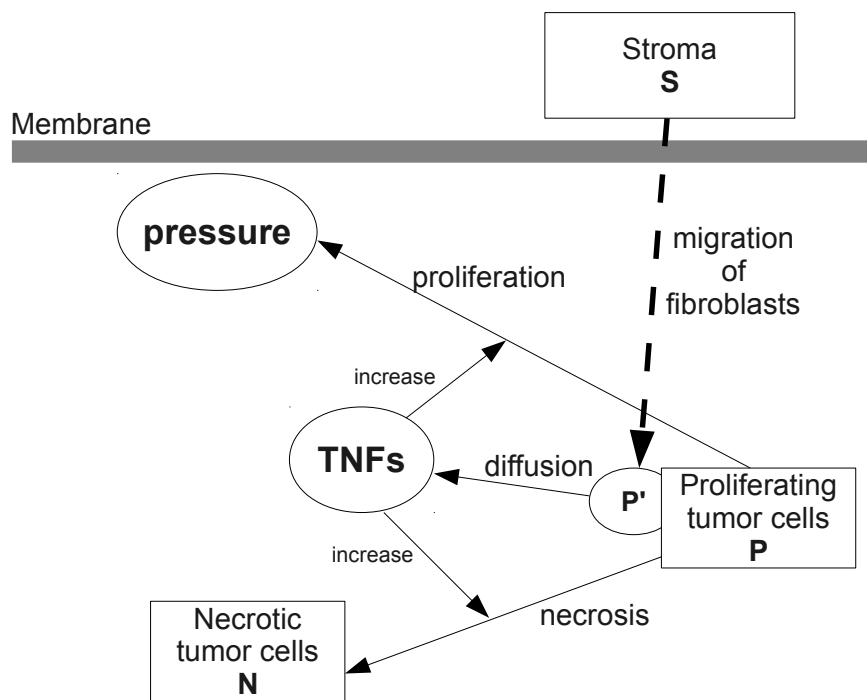 Stroma
S
Membrane
pressure
migration
of
fibroblasts
proliferation
increase
TNFs
diffusion
P'
Proliferating
tumor cells
P
increase
necrosis
Necrotic
tumor cells
N